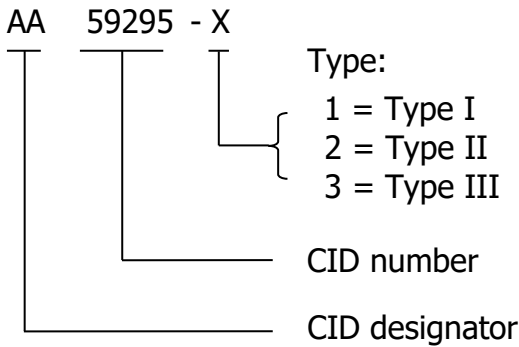 AA 59295 - X
Type:
1 = Type I
2 = Type II
3 = Type III
CID number
CID designator